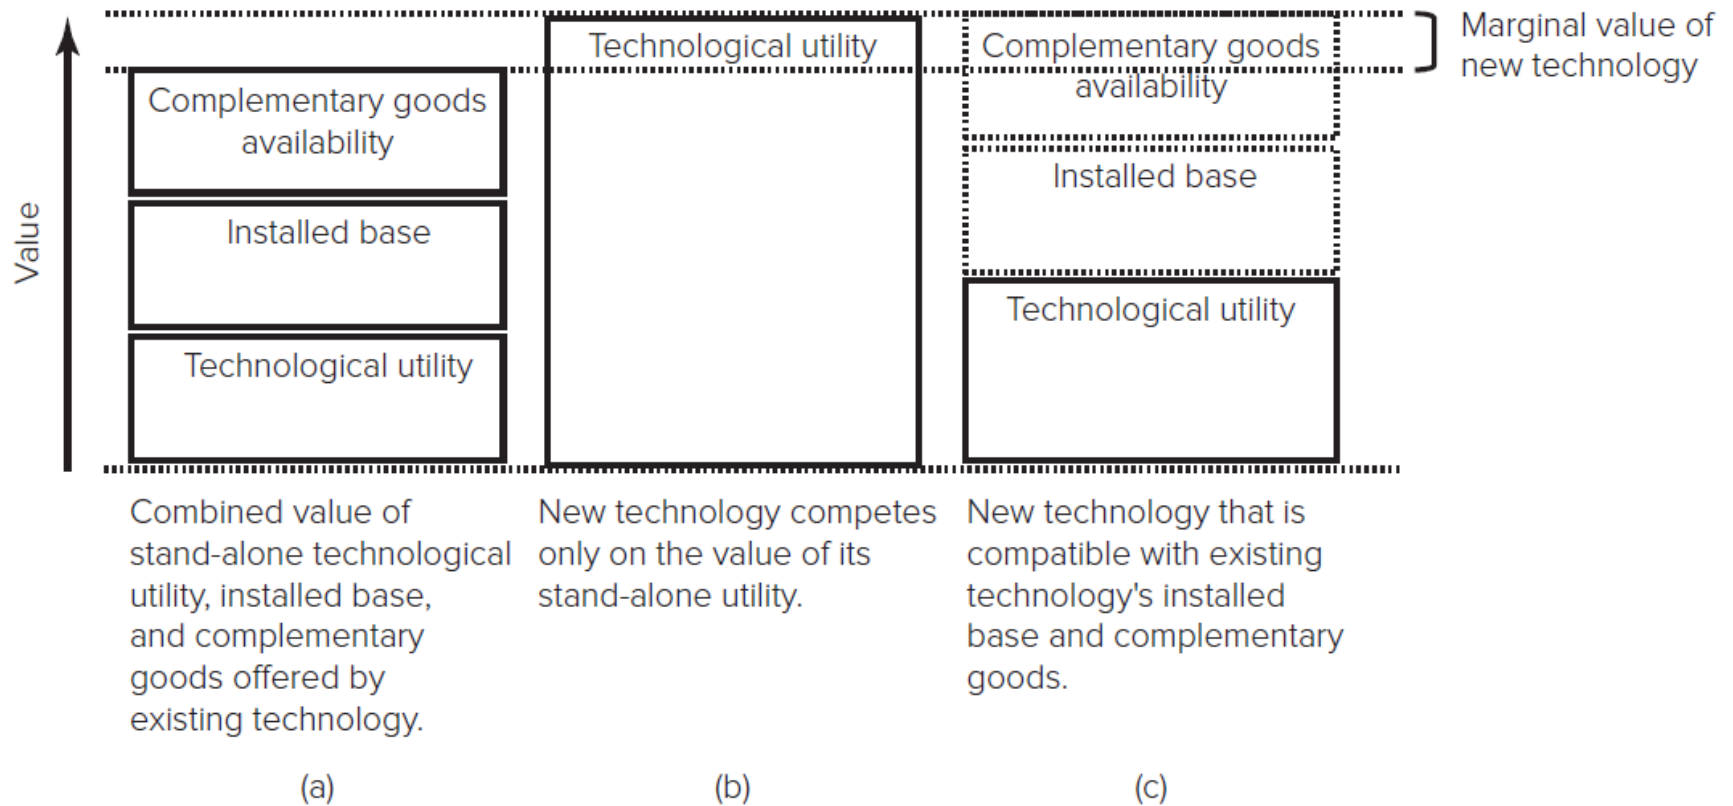 Value
Complementary goods
availability
Installed base
Technological utility
Technological utility
Complementary goods
availability
Installed base
Technological utility
Marginal value of
new technology
Combined value of
stand-alone technological
utility, installed base,
and complementary
goods offered by
existing technology.
(a)
New technology competes
only on the value of its
stand-alone utility.
(b)
New technology that is
compatible with existing
technology's installed
base and complementary
goods.
(c)